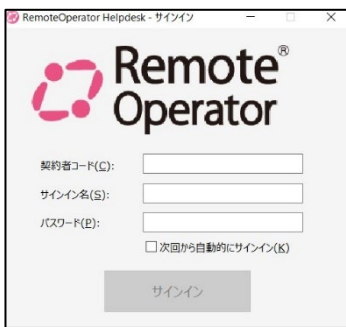 RemoteOperator Helpdesk - サインイン
Remote®
Operator
契約者コード(C):
サインイン名(S):
パスワード(P):
次回から自動的にサインイン(K)
サインイン